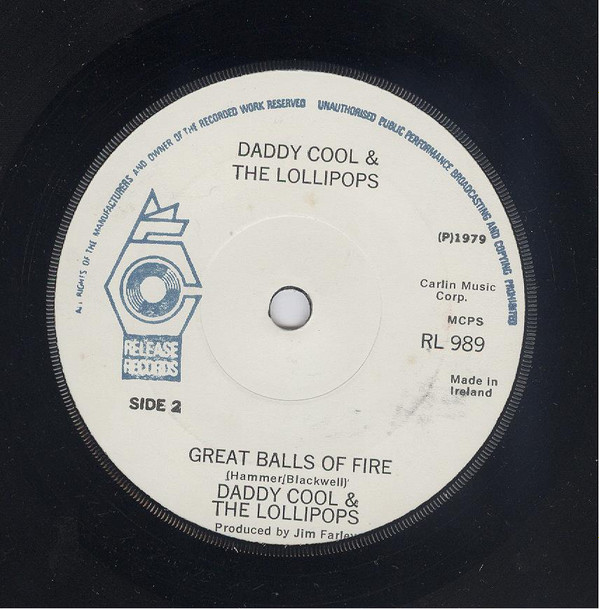 ALL RIGHTS OF THE MANUFACTURERS AND OWNER OF THE RECORDED WORK RESERVED UNAUTHORISED PUBLIC PERFORMANCE BROADCASTING AND COPYING PROHIBITED
DADDY COOL &
THE LOLLIPOPS
(P)1979
Carlin Music
Corp.
MCPS
RL 989
Made in
Ireland
RELEASE
RECORDS
SIDE 2
GREAT BALLS OF FIRE
(Hammer/Blackwell)
DADDY COOL &
THE LOLLIPOPS
Produced by Jim Farley